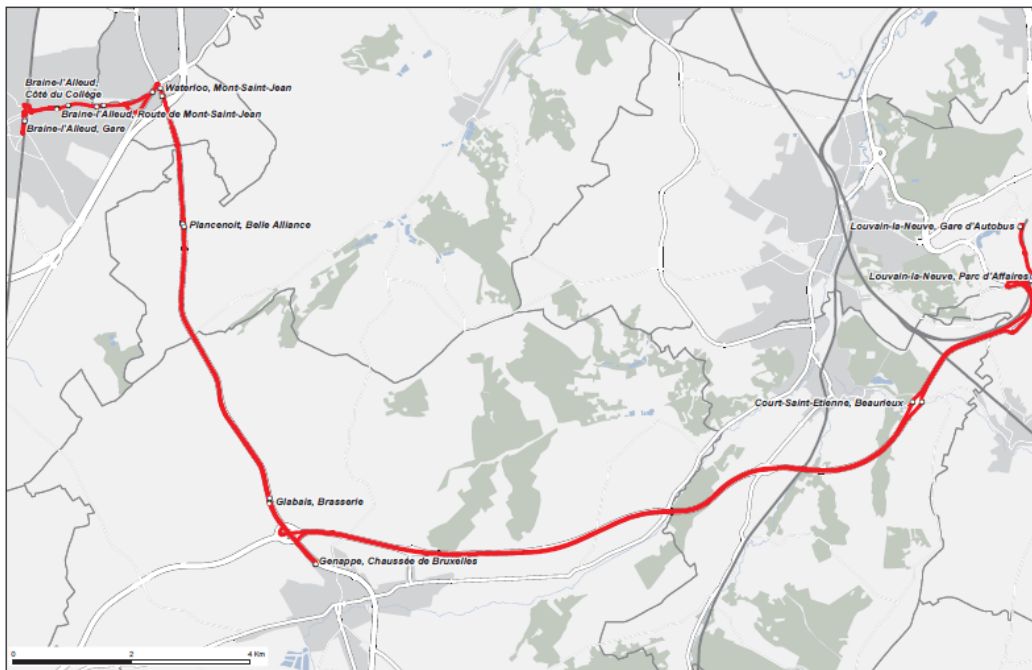 Braine-l'Alleud,
Côté du Collège
Waterloo, Mont-Saint-Jean
Braine-l'Alleud, Route de Mont-Saint-Jean
Braine-l'Alleud, Gare
Plancenoit, Belle Alliance
Louvain-la-Neuve, Gare d'Autobus
Louvain-la-Neuve, Parc d'Affaires
Court-Saint-Etienne, Beaurieux
Glabais, Brasserie
Genappe, Chaussée de Bruxelles
0 2 4 Km